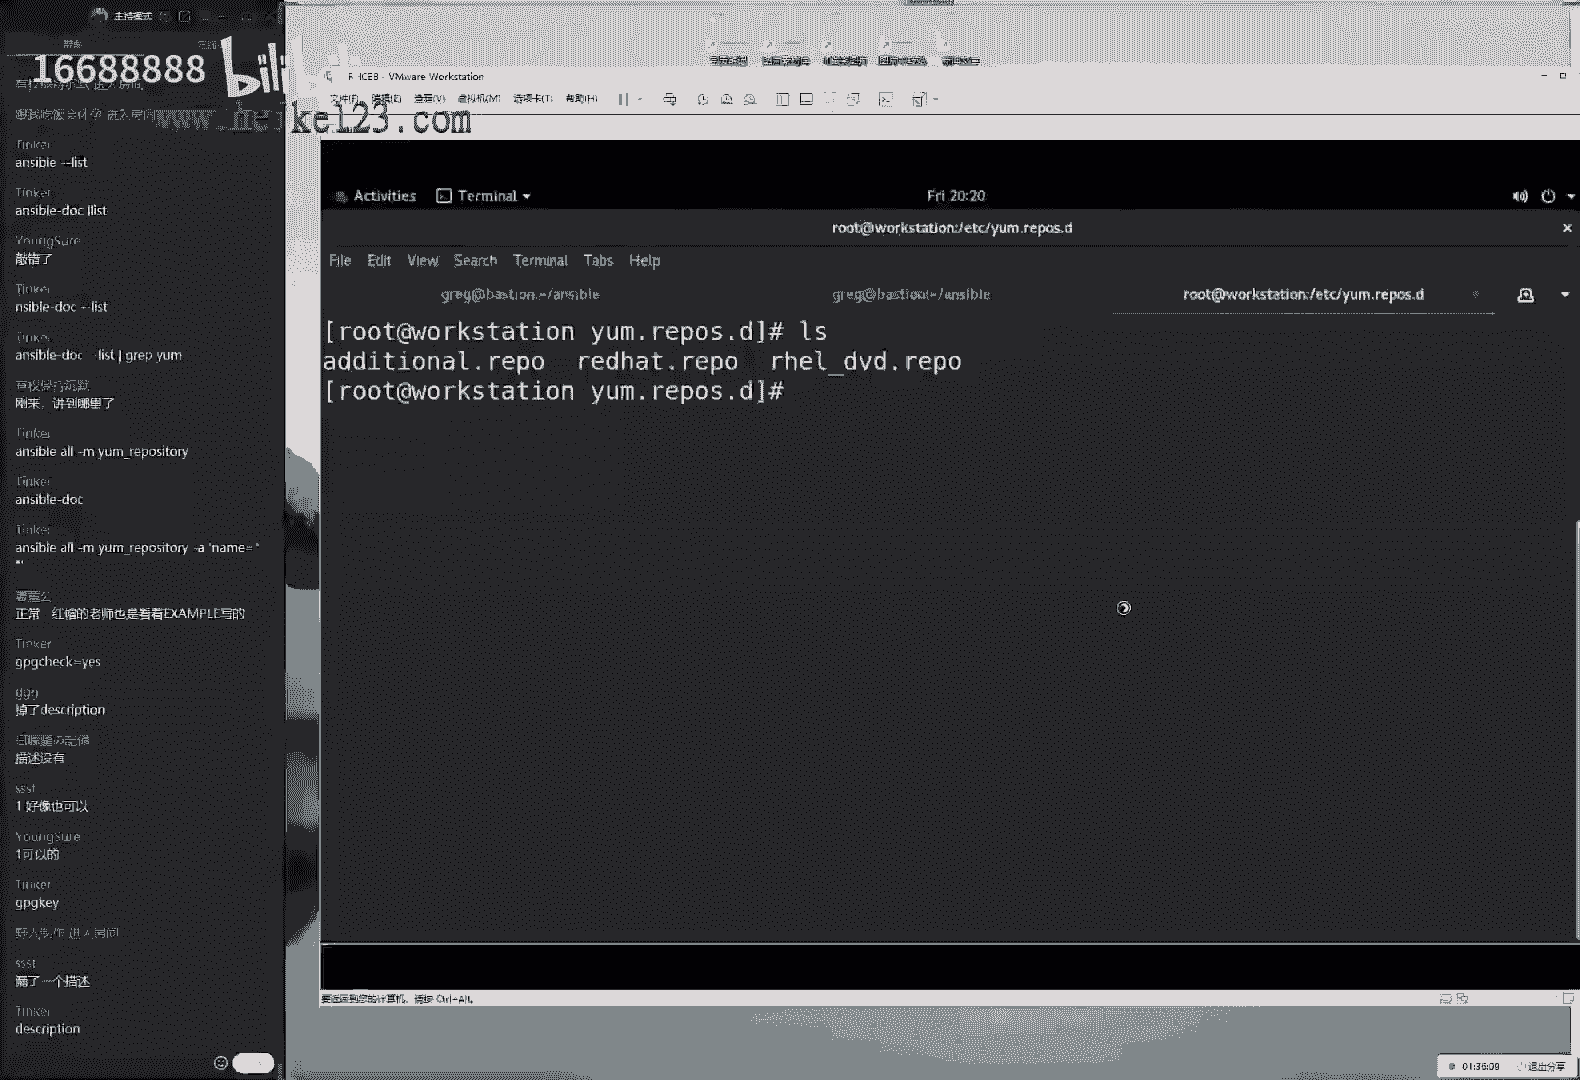 主持模式
16688888
www.heike123.com
Tinker
ansible --list
Tinker
ansible-doc llist
YoungSure
敲错了
Tinker
nsible-doc --list
Tinker
ansible-doc --list | grep yum
刚来，讲到哪里了
Tinker
ansible all -m yum_repository
Tinker
ansible-doc
Tinker
ansible all -m yum_repository -a 'name=" "'
正常 红帽的老师也是看着EXAMPLE写的
Tinker
gpgcheck=yes
掉了description
描述没有
ssst
1 好像也可以
YoungSure
1可以的
Tinker
gpgkey
ssst
漏了一个描述
Tinker
description
RHCE8 - VMware Workstation
文件(F) 编辑(E) 查看(V) 虚拟机(M) 选项卡(T) 帮助(H)
Activities Terminal
Fri 20:20
root@workstation:/etc/yum.repos.d
File Edit View Search Terminal Tabs Help
greg@bastion:~/ansible greg@bastion:~/ansible root@workstation:/etc/yum.repos.d
[root@workstation yum.repos.d]# ls
additional.repo redhat.repo rhel_dvd.repo
[root@workstation yum.repos.d]#
要返回到您的计算机，请按 Ctrl+Alt。
01:36:09 退出分享